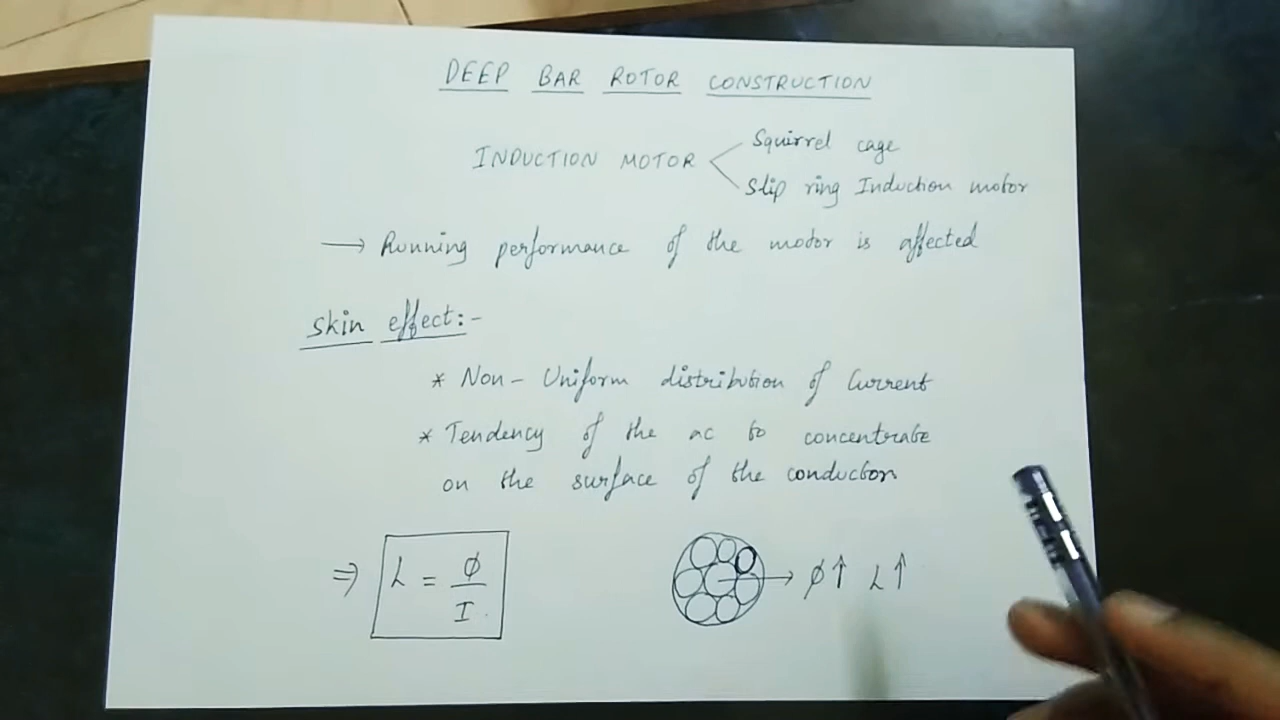 DEEP BAR ROTOR CONSTRUCTION
INDUCTION MOTOR < Squirrel cage
Slip ring Induction motor
→ Running performance of the motor is affected
Skin effect:-
* Non - Uniform distribution of Current
* Tendency of the ac to concentrate
on the surface of the conductor
⇒ L = φ / I
→ φ↑ L↑